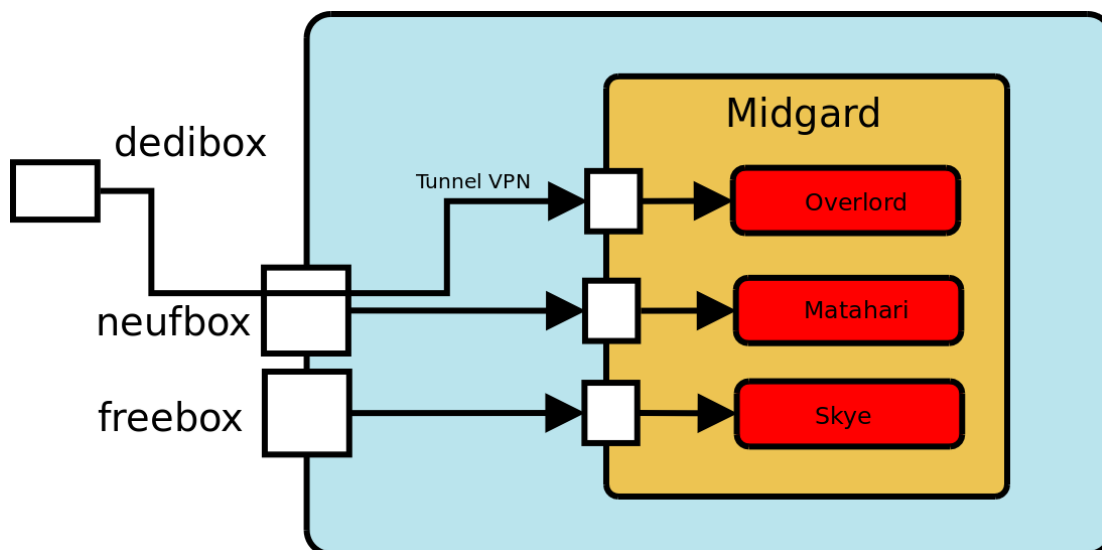 Midgard
dedibox
Tunnel VPN
Overlord
neufbox
Matahari
freebox
Skye